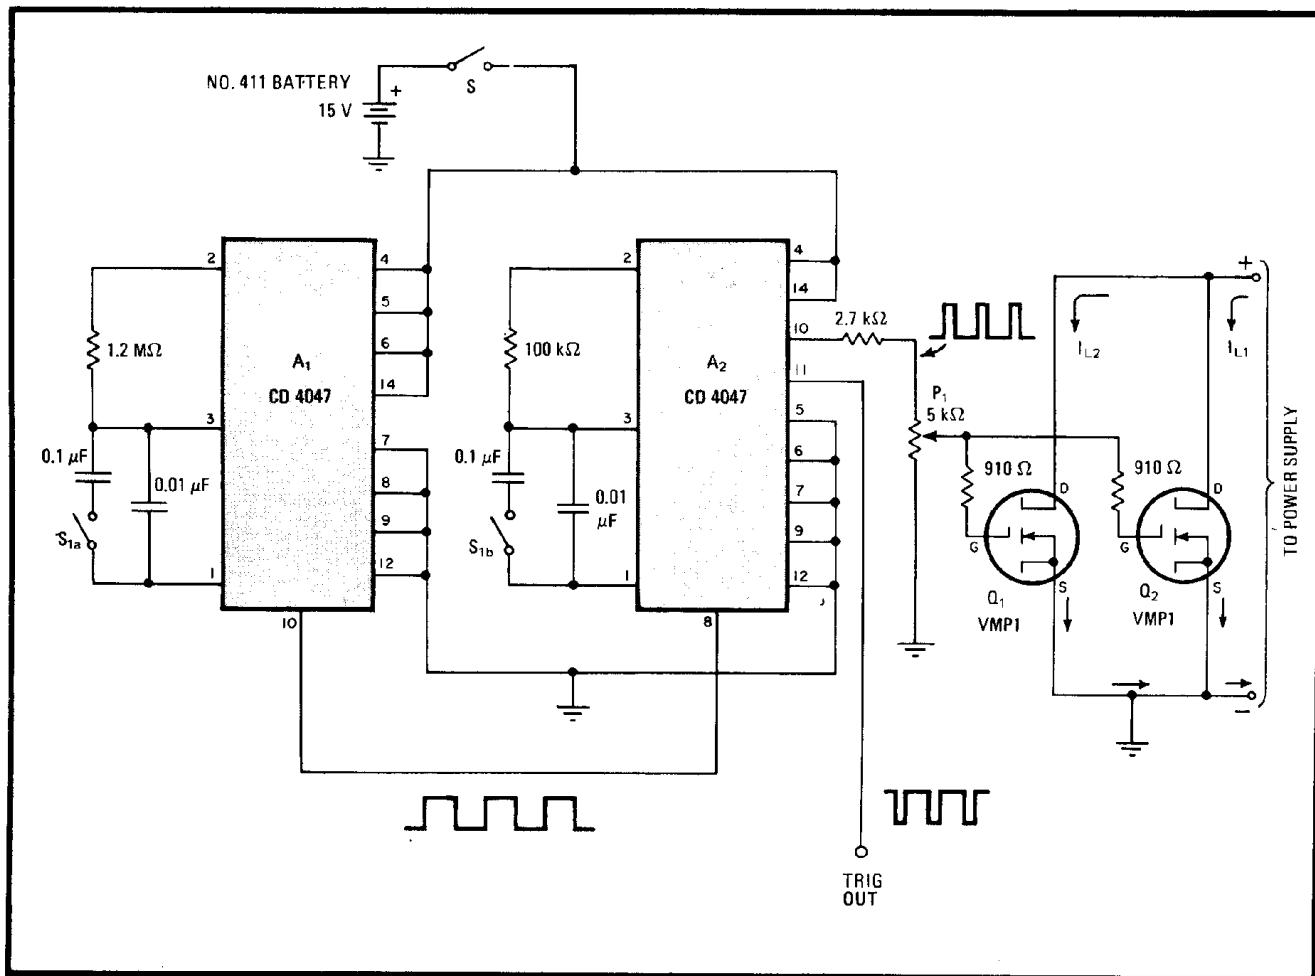 NO. 411 BATTERY
15 V
+
S
2
4
5
6
14
1.2 MΩ
A1
CD 4047
3
7
0.1 µF
0.01 µF
8
9
S1a
12
1
10
2
4
14
10
2.7 kΩ
100 kΩ
A2
CD 4047
11
P1
5 kΩ
5
3
6
0.1 µF
0.01
µF
7
9
S1b
12
1
8
910 Ω
910 Ω
IL2
IL1
+
D
D
G
G
S
S
Q1
VMP1
Q2
VMP1
–
TO POWER SUPPLY
TRIG
OUT